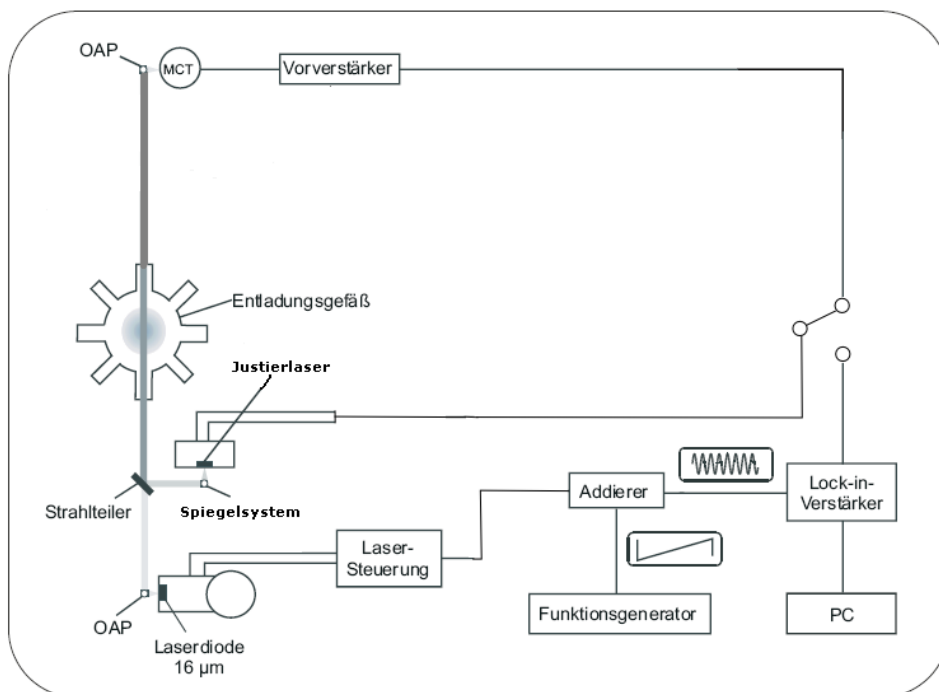 OAP
MCT
Vorverstärker
Entladungsgefäß
Justierlaser
Strahlteiler
Spiegelsystem
Addierer
Lock-in-
Verstärker
Laser-
Steuerung
OAP
Laserdiode
16 µm
Funktionsgenerator
PC